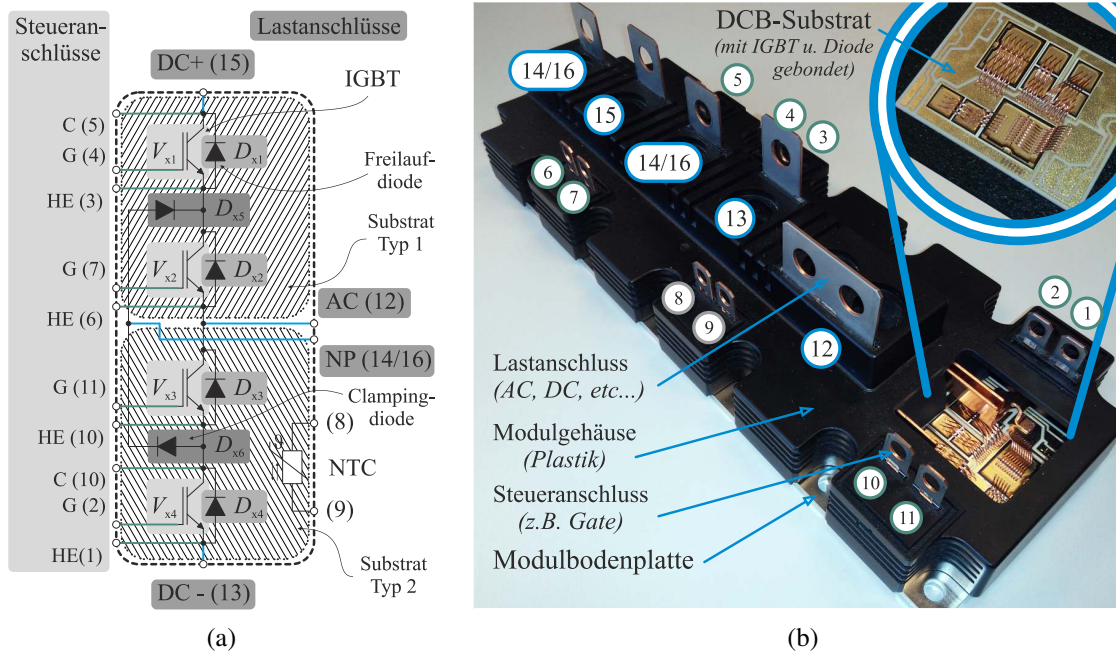 Steueran-
schlüsse
Lastanschlüsse
DC+ (15)
IGBT
C (5)
G (4)
HE (3)
G (7)
HE (6)
G (11)
HE (10)
C (10)
G (2)
HE(1)
Vx1
Dx1
Freilauf-
diode
Dx5
Substrat
Typ 1
Vx2
Dx2
AC (12)
NP (14/16)
Vx3
Dx3
Clamping-
diode
Dx6
(8)
ϑ
NTC
(9)
Vx4
Dx4
Substrat
Typ 2
DC - (13)
(a)
DCB-Substrat
(mit IGBT u. Diode
gebondet)
14/16
15
5
4
3
14/16
6
7
13
8
9
12
2
1
Lastanschluss
(AC, DC, etc...)
Modulgehäuse
(Plastik)
Steueranschluss
(z.B. Gate)
10
11
Modulbodenplatte
(b)